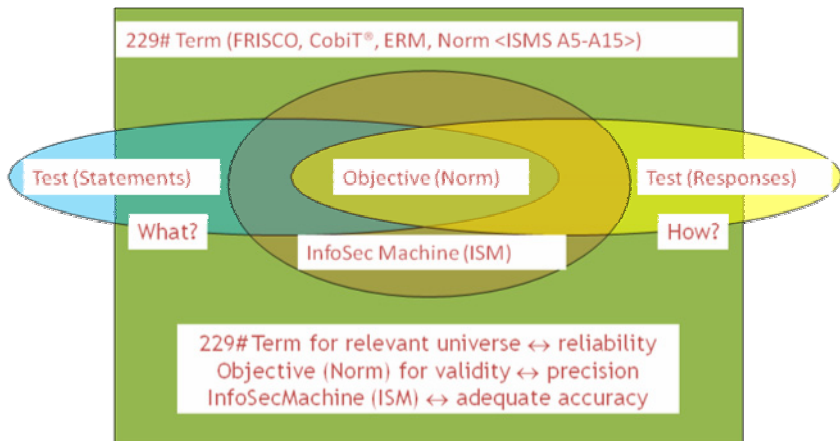 229# Term (FRISCO, CobiT®, ERM, Norm <ISMS A5-A15>)
Test (Statements)
Objective (Norm)
Test (Responses)
What?
How?
InfoSec Machine (ISM)
229# Term for relevant universe ↔ reliability
Objective (Norm) for validity ↔ precision
InfoSecMachine (ISM) ↔ adequate accuracy